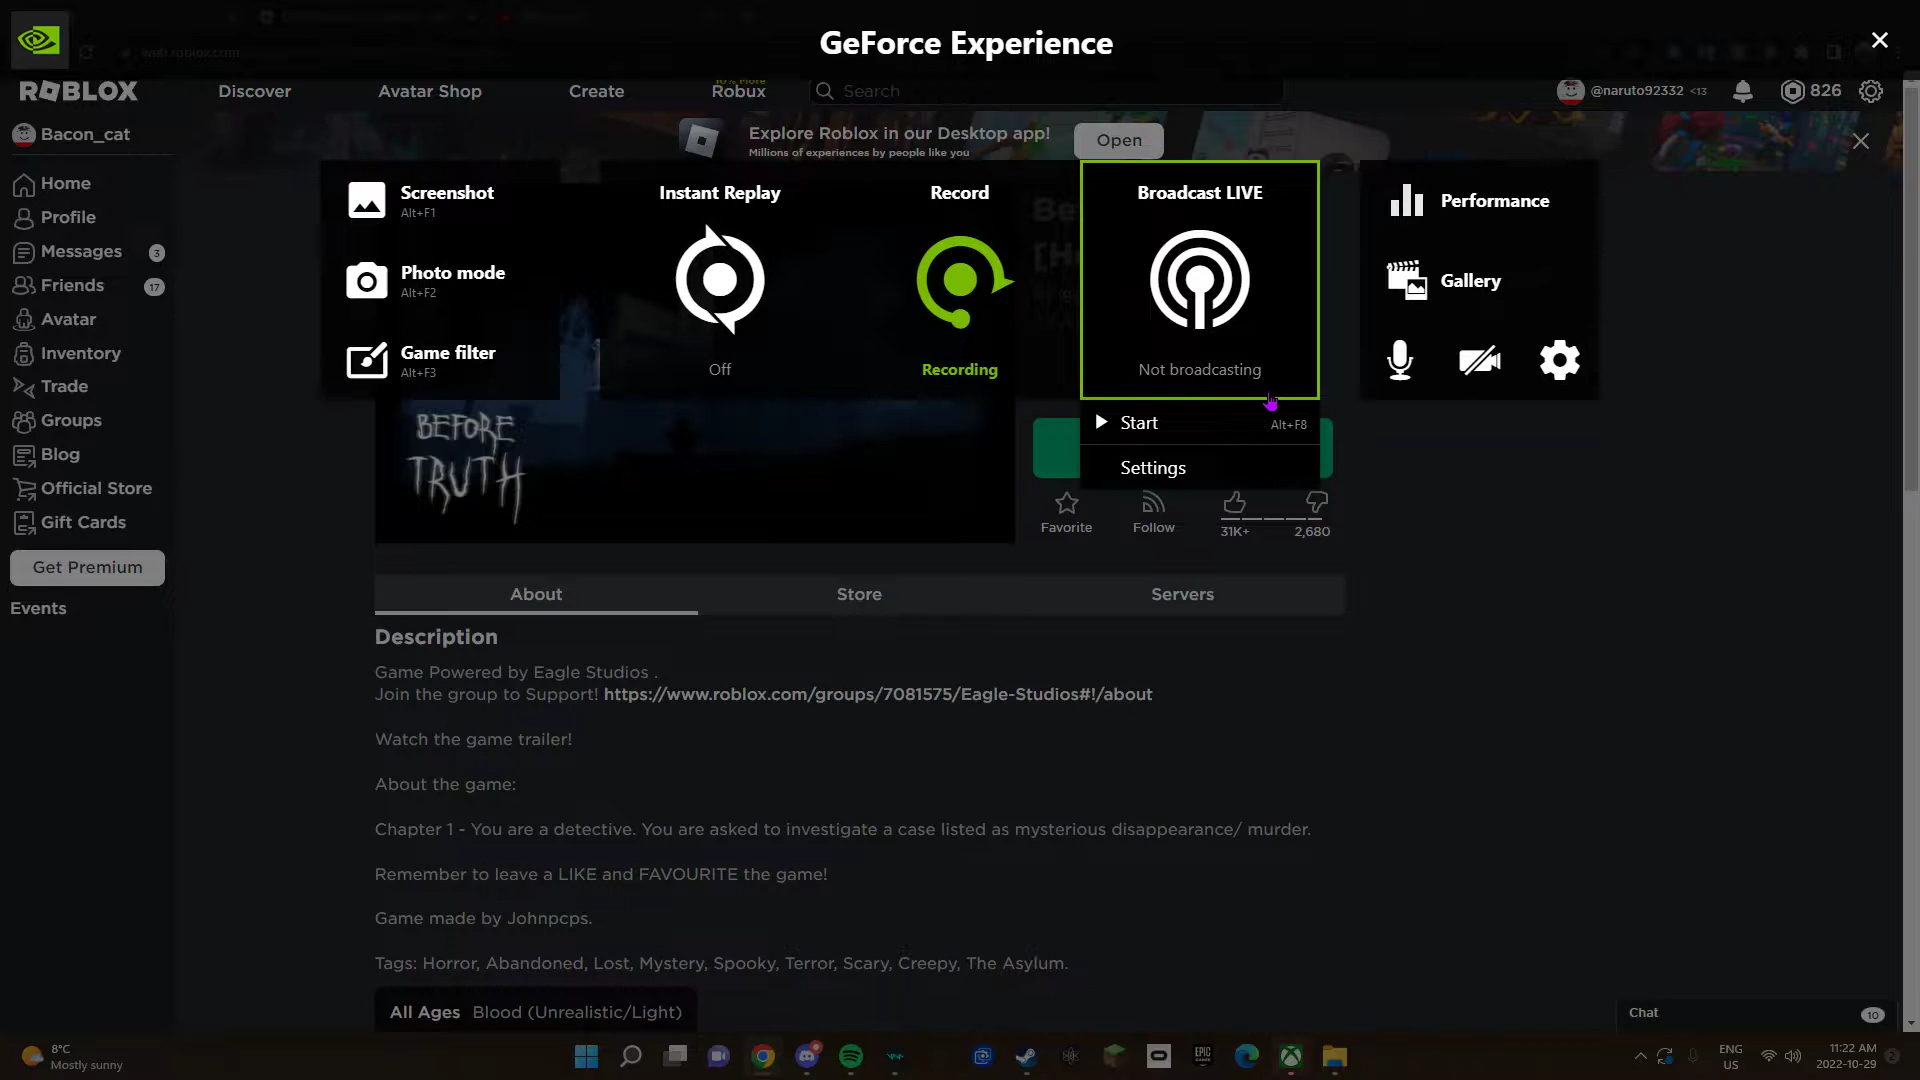 GeForce Experience
web.roblox.com
ROBLOX
Discover
Avatar Shop
Create
10% More
Robux
Search
@naruto92332 <13
826
Bacon_cat
Explore Roblox in our Desktop app!
Millions of experiences by people like you
Open
Home
Profile
Messages
3
Friends
17
Avatar
Inventory
Trade
Groups
Blog
Official Store
Gift Cards
Get Premium
Events
Screenshot
Alt+F1
Photo mode
Alt+F2
Game filter
Alt+F3
Instant Replay
Off
Record
Recording
Broadcast LIVE
Not broadcasting
Start
Alt+F8
Settings
Performance
Gallery
BEFORE
TRUTH
Favorite
Follow
31K+
2,680
About
Store
Servers
Description
Game Powered by Eagle Studios .
Join the group to Support! https://www.roblox.com/groups/7081575/Eagle-Studios#!/about
Watch the game trailer!
About the game:
Chapter 1 - You are a detective. You are asked to investigate a case listed as mysterious disappearance/ murder.
Remember to leave a LIKE and FAVOURITE the game!
Game made by Johnpcps.
Tags: Horror, Abandoned, Lost, Mystery, Spooky, Terror, Scary, Creepy, The Asylum.
All Ages Blood (Unrealistic/Light)
Chat
10
8°C
Mostly sunny
EPIC
GAMES
ENG
US
11:22 AM
2022-10-29
2